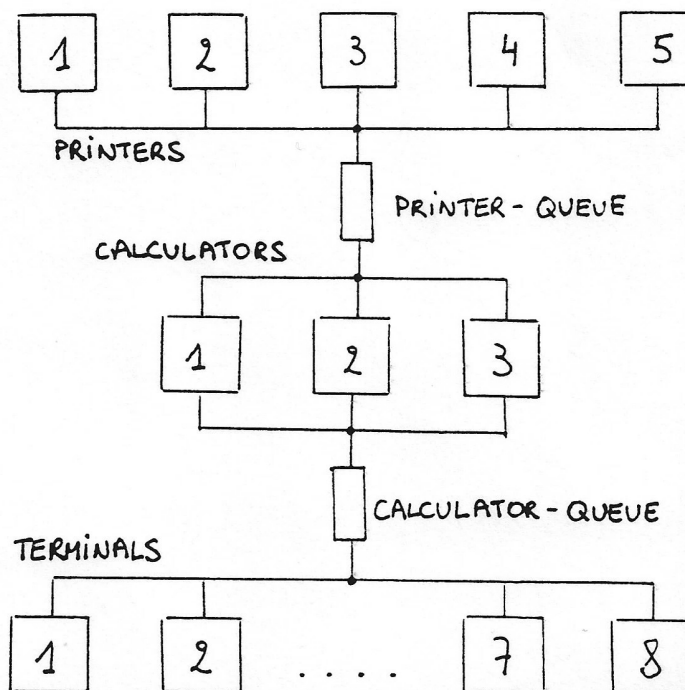 1 2 3 4 5
PRINTERS
PRINTER - QUEUE
CALCULATORS
1 2 3
CALCULATOR - QUEUE
TERMINALS
1 2 .... 7 8